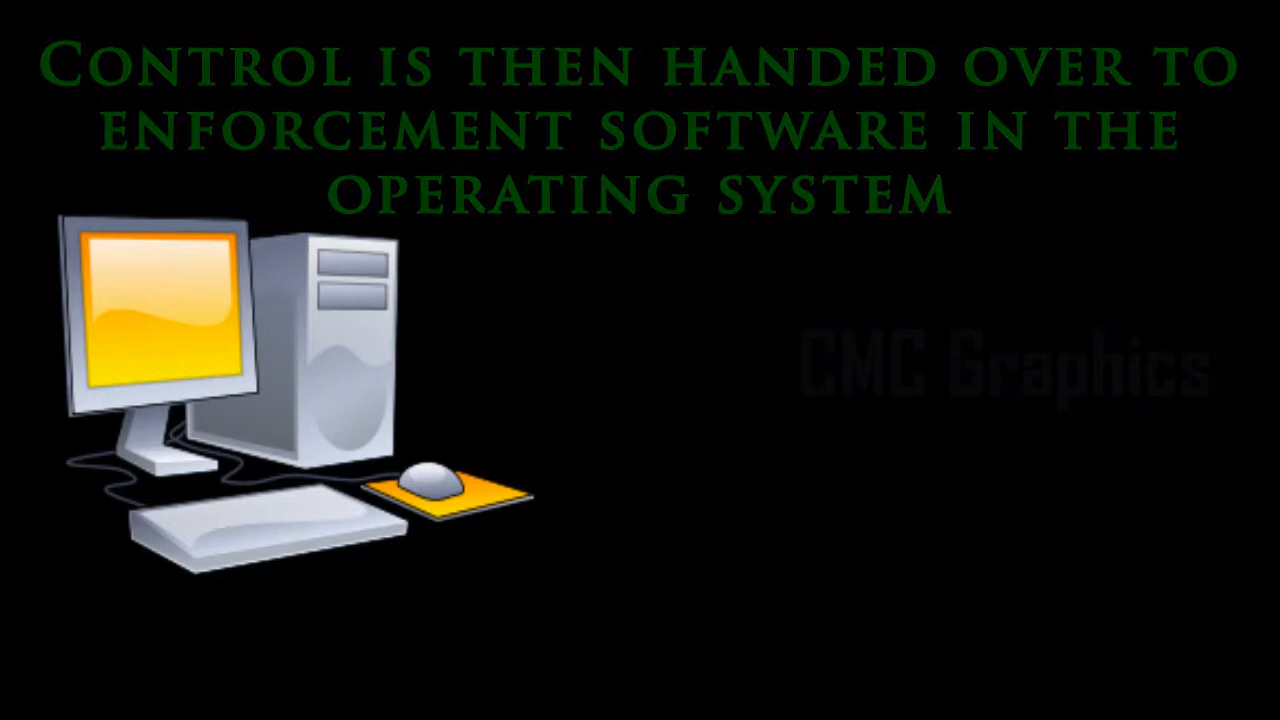 Control is then handed over to
enforcement software in the
operating system
CMC Graphics